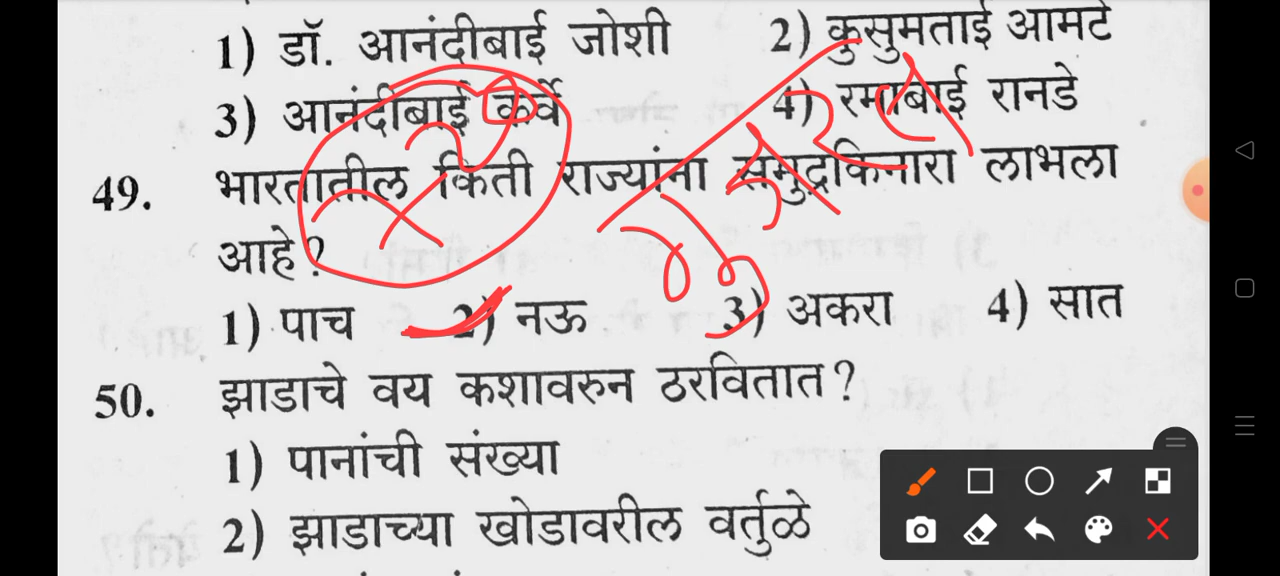 1) डॉ. आनंदीबाई जोशी 2) कुसुमताई आमटे
3) आनंदीबाई कर्वे 4) रमाबाई रानडे
49. भारतातील किती राज्यांना समुद्रकिनारा लाभला
आहे?
1) पाच 2) नऊ 3) अकरा 4) सात
50. झाडाचे वय कशावरुन ठरवितात?
1) पानांची संख्या
2) झाडाच्या खोडावरील वर्तुळे